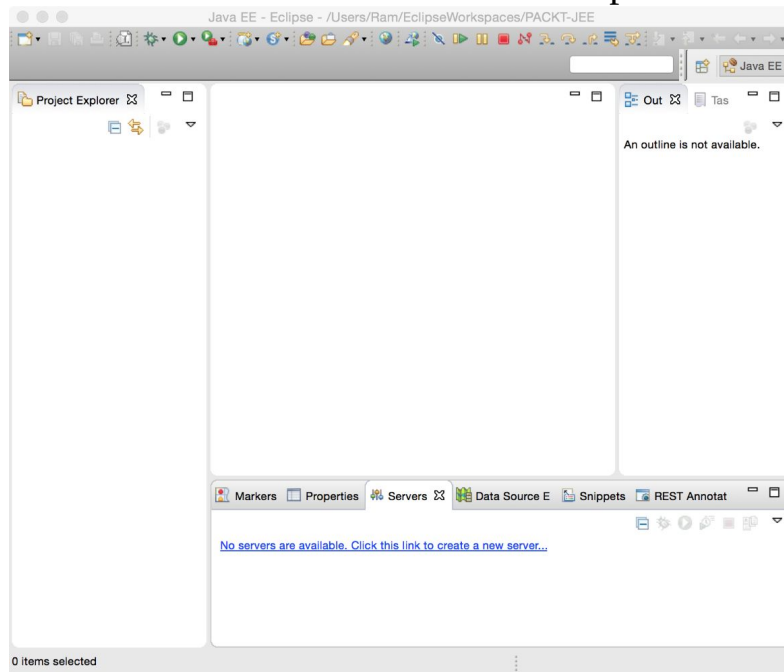 Java EE - Eclipse - /Users/Ram/EclipseWorkspaces/PACKT-JEE
Java EE
Project Explorer
Out Tas
An outline is not available.
Markers Properties Servers Data Source E Snippets REST Annotat
No servers are available. Click this link to create a new server...
0 items selected